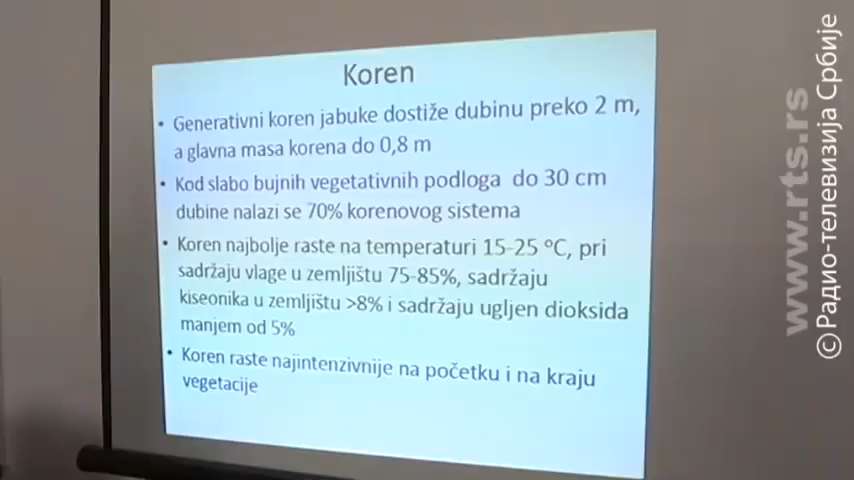 Koren
• Generativni koren jabuke dostiže dubinu preko 2 m,
a glavna masa korena do 0,8 m
• Kod slabo bujnih vegetativnih podloga do 30 cm
dubine nalazi se 70% korenovog sistema
• Koren najbolje raste na temperaturi 15-25 ºC, pri
sadržaju vlage u zemljištu 75-85%, sadržaju
kiseonika u zemljištu >8% i sadržaju ugljen dioksida
manjem od 5%
• Koren raste najintenzivnije na početku i na kraju
vegetacije
www.rts.rs
©Радио-телевизија Србије